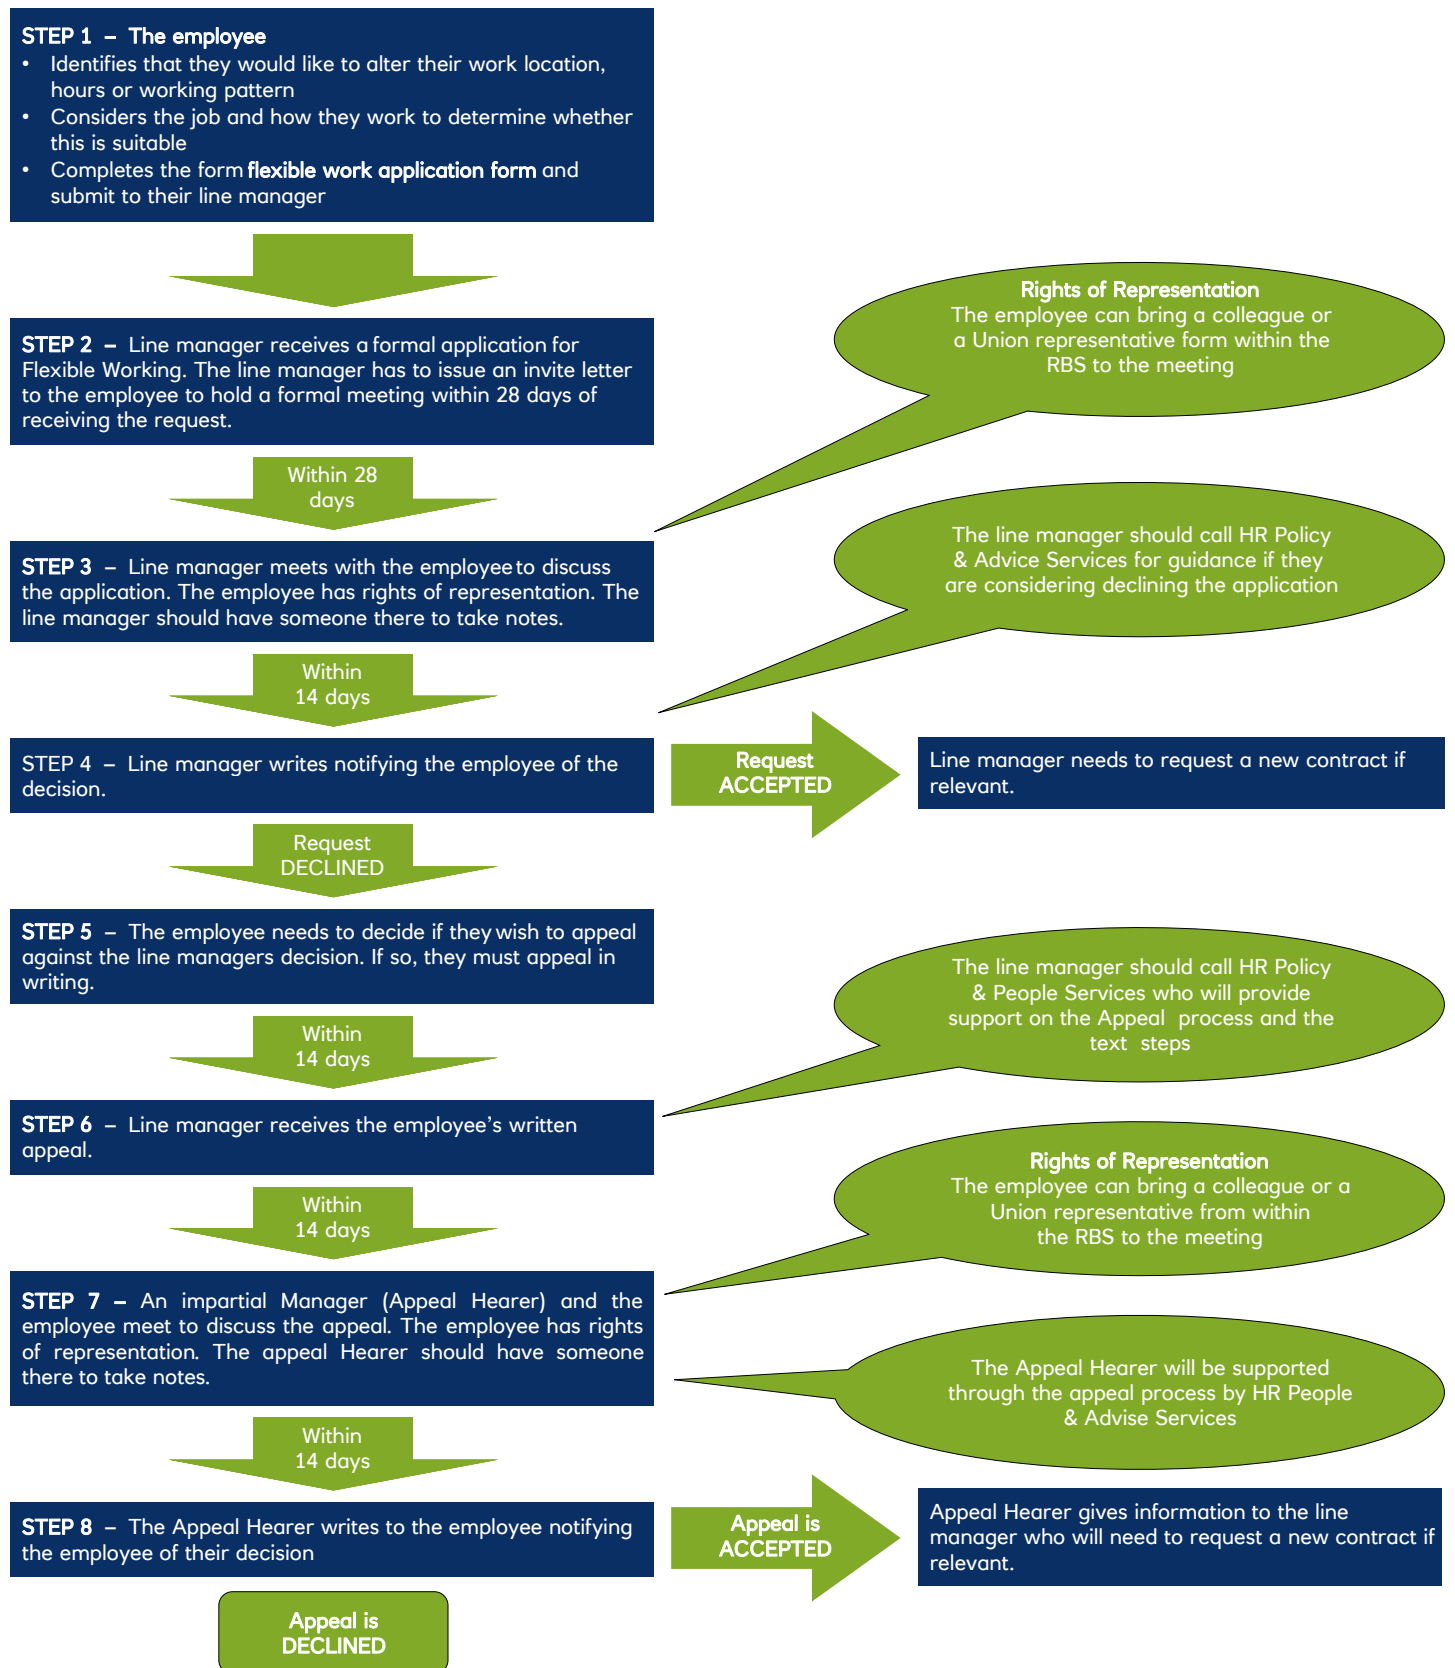 STEP 1 – The employee
• Identifies that they would like to alter their work location,
hours or working pattern
• Considers the job and how they work to determine whether
this is suitable
• Completes the form flexible work application form and
submit to their line manager
STEP 2 – Line manager receives a formal application for
Flexible Working. The line manager has to issue an invite letter
to the employee to hold a formal meeting within 28 days of
receiving the request.
Rights of Representation
The employee can bring a colleague or
a Union representative form within the
RBS to the meeting
Within 28
days
STEP 3 – Line manager meets with the employee to discuss
the application. The employee has rights of representation. The
line manager should have someone there to take notes.
The line manager should call HR Policy
& Advice Services for guidance if they
are considering declining the application
Within
14 days
STEP 4 – Line manager writes notifying the employee of the
decision.
Request
ACCEPTED
Line manager needs to request a new contract if
relevant.
Request
DECLINED
STEP 5 – The employee needs to decide if they wish to appeal
against the line managers decision. If so, they must appeal in
writing.
The line manager should call HR Policy
& People Services who will provide
support on the Appeal process and the
text steps
Within
14 days
STEP 6 – Line manager receives the employee's written
appeal.
Rights of Representation
The employee can bring a colleague or a
Union representative from within
the RBS to the meeting
Within
14 days
STEP 7 – An impartial Manager (Appeal Hearer) and the
employee meet to discuss the appeal. The employee has rights
of representation. The appeal Hearer should have someone
there to take notes.
The Appeal Hearer will be supported
through the appeal process by HR People
& Advise Services
Within
14 days
STEP 8 – The Appeal Hearer writes to the employee notifying
the employee of their decision
Appeal is
ACCEPTED
Appeal Hearer gives information to the line
manager who will need to request a new contract if
relevant.
Appeal is
DECLINED